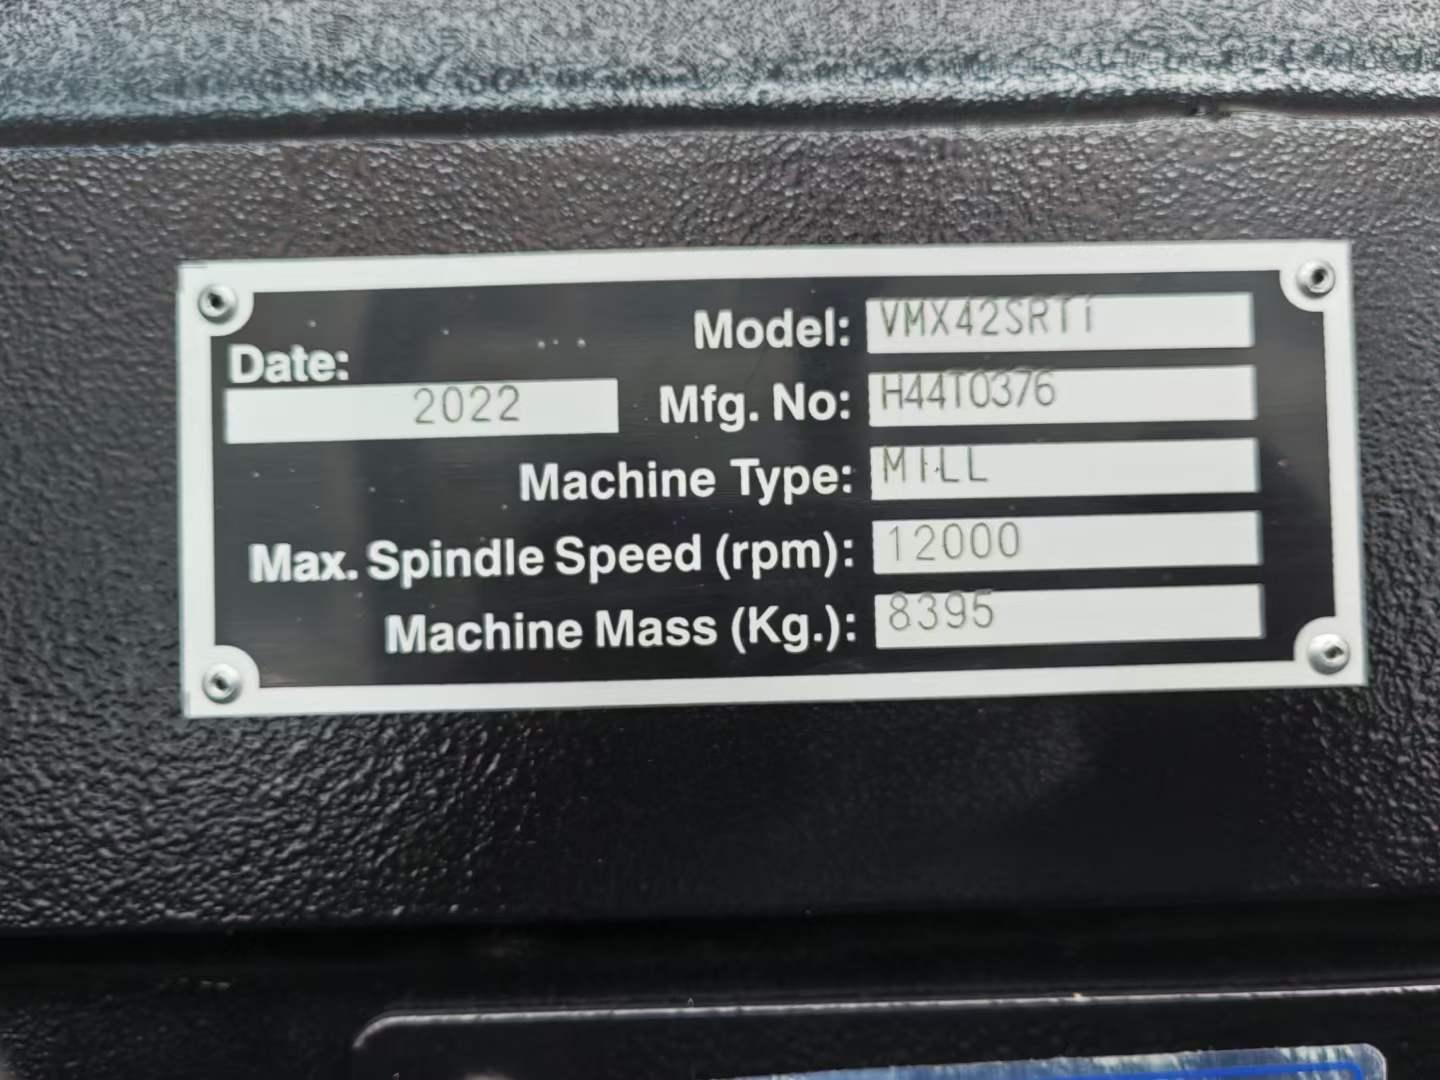 Model: VMX42SRTi
Date:
2022
Mfg. No: H44T0376
Machine Type: MILL
Max. Spindle Speed (rpm): 12000
Machine Mass (Kg.): 8395